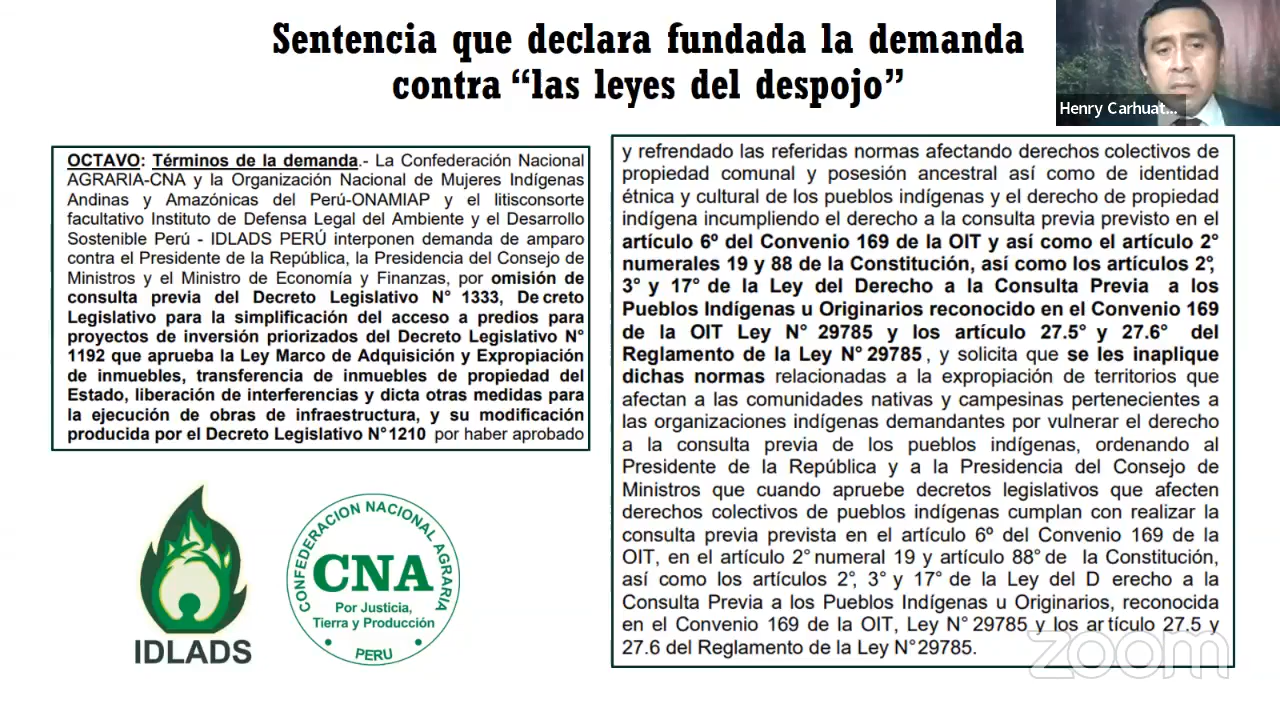 Sentencia que declara fundada la demanda
contra “las leyes del despojo”
Henry Carhuat...
OCTAVO: Términos de la demanda.- La Confederación Nacional
AGRARIA-CNA y la Organización Nacional de Mujeres Indígenas
Andinas y Amazónicas del Perú-ONAMIAP y el litisconsorte
facultativo Instituto de Defensa Legal del Ambiente y el Desarrollo
Sostenible Perú - IDLADS PERÚ interponen demanda de amparo
contra el Presidente de la República, la Presidencia del Consejo de
Ministros y el Ministro de Economía y Finanzas, por omisión de
consulta previa del Decreto Legislativo N° 1333, De creto
Legislativo para la simplificación del acceso a predios para
proyectos de inversión priorizados del Decreto Legislativo N°
1192 que aprueba la Ley Marco de Adquisición y Expropiación
de inmuebles, transferencia de inmuebles de propiedad del
Estado, liberación de interferencias y dicta otras medidas para
la ejecución de obras de infraestructura, y su modificación
producida por el Decreto Legislativo N°1210 por haber aprobado
y refrendado las referidas normas afectando derechos colectivos de
propiedad comunal y posesión ancestral así como de identidad
étnica y cultural de los pueblos indígenas y el derecho de propiedad
indígena incumpliendo el derecho a la consulta previa previsto en el
artículo 6º del Convenio 169 de la OIT y así como el artículo 2°
numerales 19 y 88 de la Constitución, así como los artículos 2°,
3° y 17° de la Ley del Derecho a la Consulta Previa a los
Pueblos Indígenas u Originarios reconocido en el Convenio 169
de la OIT Ley N° 29785 y los artículo 27.5° y 27.6° del
Reglamento de la Ley N°29785, y solicita que se les inaplique
dichas normas relacionadas a la expropiación de territorios que
afectan a las comunidades nativas y campesinas pertenecientes a
las organizaciones indígenas demandantes por vulnerar el derecho
a la consulta previa de los pueblos indígenas, ordenando al
Presidente de la República y a la Presidencia del Consejo de
Ministros que cuando apruebe decretos legislativos que afecten
derechos colectivos de pueblos indígenas cumplan con realizar la
consulta previa prevista en el artículo 6º del Convenio 169 de la
OIT, en el artículo 2° numeral 19 y artículo 88° de la Constitución,
así como los artículos 2°, 3° y 17° de la Ley del D erecho a la
Consulta Previa a los Pueblos Indígenas u Originarios, reconocida
en el Convenio 169 de la OIT, Ley N°29785 y los artículo 27.5 y
27.6 del Reglamento de la Ley N°29785.
IDLADS
CONFEDERACION NACIONAL AGRARIA
CNA
Por Justicia,
Tierra y Producción
PERU
zoom